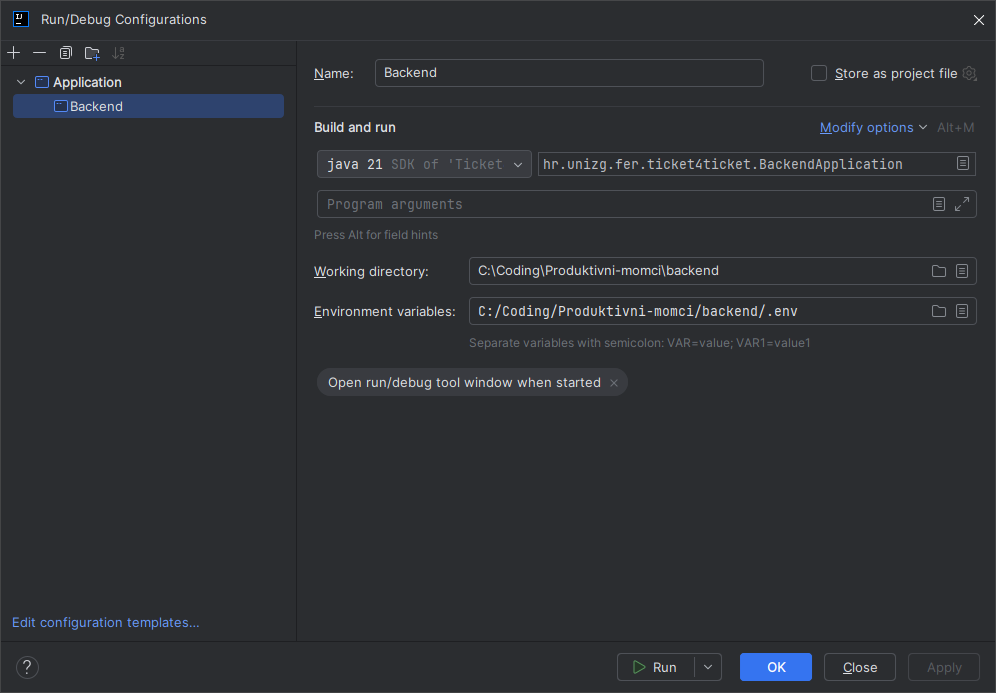 Run/Debug Configurations
Application
Backend
Name:
Backend
Store as project file
Build and run
Modify options
Alt+M
java 21 SDK of 'Ticket
hr.unizg.fer.ticket4ticket.BackendApplication
Program arguments
Press Alt for field hints
Working directory:
C:\Coding\Produktivni-momci\backend
Environment variables:
C:/Coding/Produktivni-momci/backend/.env
Separate variables with semicolon: VAR=value; VAR1=value1
Open run/debug tool window when started
Edit configuration templates...
?
Run
OK
Close
Apply